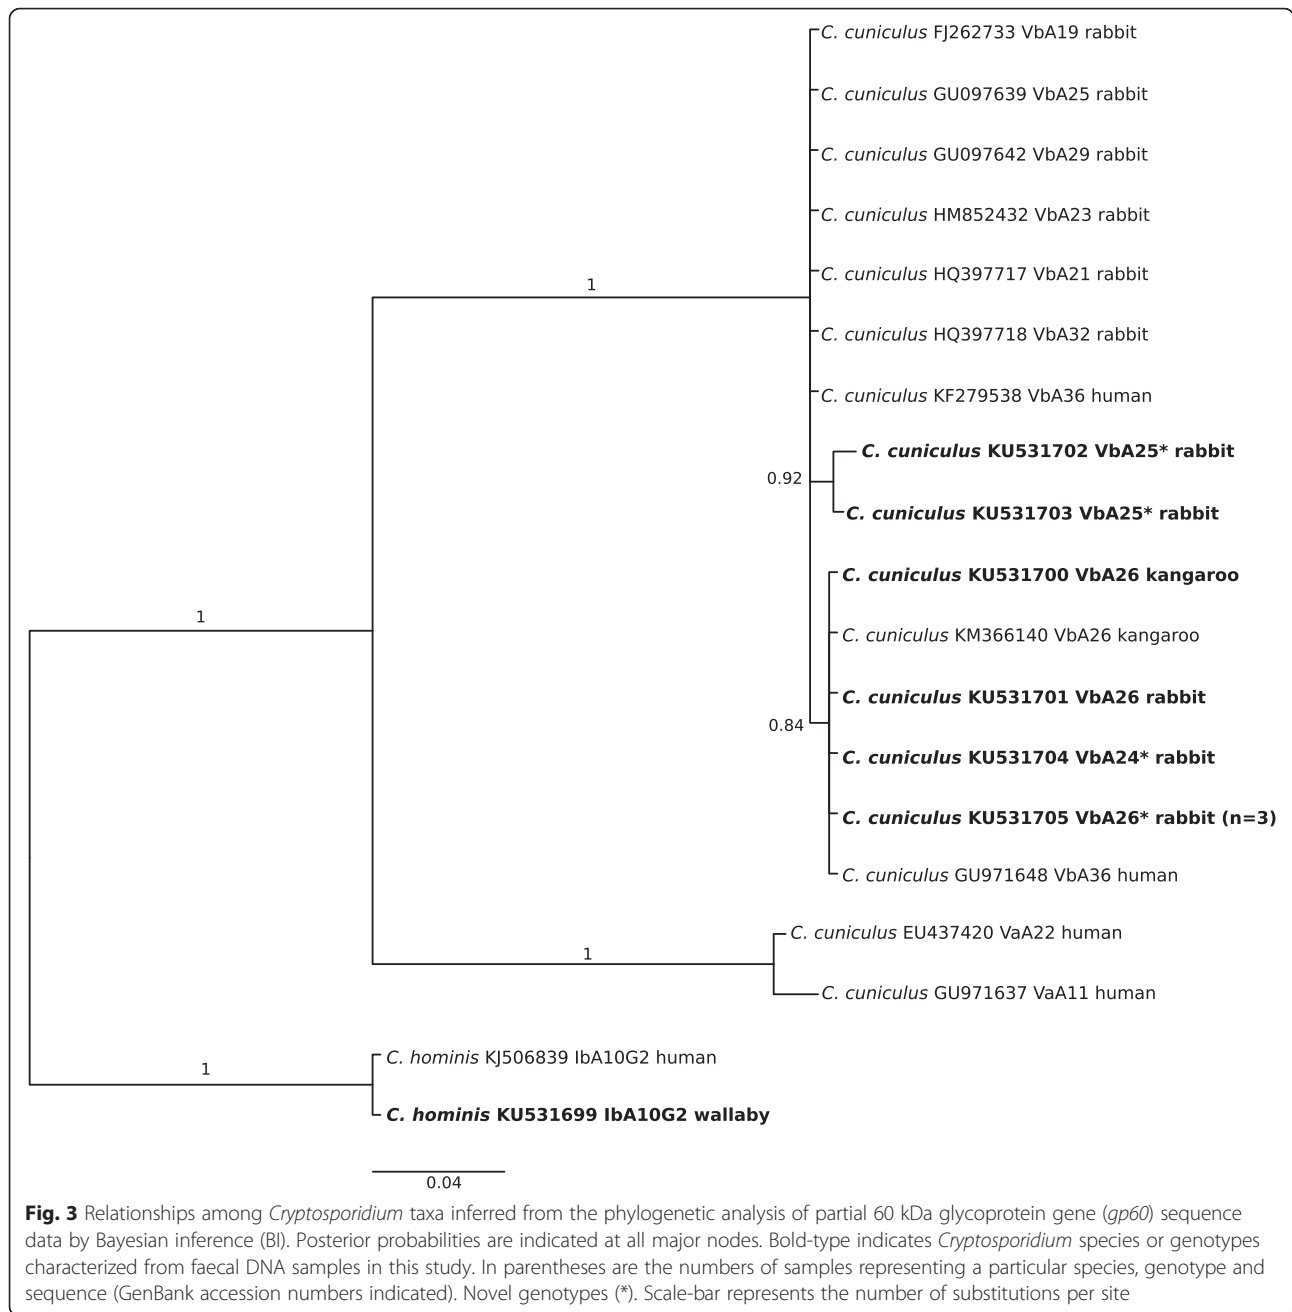 C. cuniculus FJ262733 VbA19 rabbit
C. cuniculus GU097639 VbA25 rabbit
C. cuniculus GU097642 VbA29 rabbit
C. cuniculus HM852432 VbA23 rabbit
C. cuniculus HQ397717 VbA21 rabbit
1
C. cuniculus HQ397718 VbA32 rabbit
C. cuniculus KF279538 VbA36 human
C. cuniculus KU531702 VbA25* rabbit
0.92
C. cuniculus KU531703 VbA25* rabbit
C. cuniculus KU531700 VbA26 kangaroo
1
C. cuniculus KM366140 VbA26 kangaroo
C. cuniculus KU531701 VbA26 rabbit
0.84
C. cuniculus KU531704 VbA24* rabbit
C. cuniculus KU531705 VbA26* rabbit (n=3)
C. cuniculus GU971648 VbA36 human
C. cuniculus EU437420 VaA22 human
1
C. cuniculus GU971637 VaA11 human
C. hominis KJ506839 IbA10G2 human
1
C. hominis KU531699 IbA10G2 wallaby
0.04
Fig. 3 Relationships among Cryptosporidium taxa inferred from the phylogenetic analysis of partial 60 kDa glycoprotein gene (gp60) sequence
data by Bayesian inference (BI). Posterior probabilities are indicated at all major nodes. Bold-type indicates Cryptosporidium species or genotypes
characterized from faecal DNA samples in this study. In parentheses are the numbers of samples representing a particular species, genotype and
sequence (GenBank accession numbers indicated). Novel genotypes (*). Scale-bar represents the number of substitutions per site